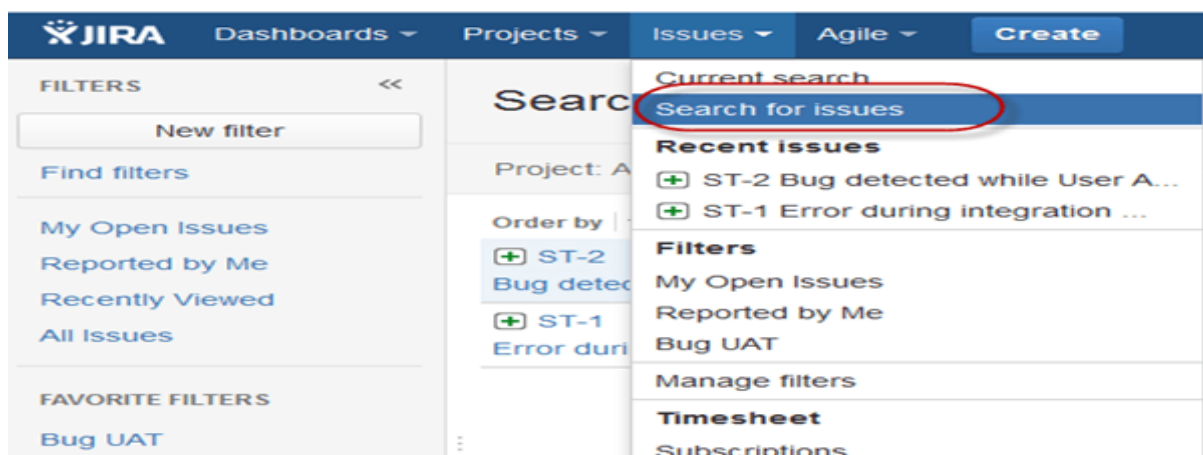 JIRA Dashboards Projects Issues Agile Create
FILTERS <<
New filter
Find filters
My Open Issues
Reported by Me
Recently Viewed
All Issues
FAVORITE FILTERS
Bug UAT
Searc
Project: A
Order by
ST-2
Bug detec
ST-1
Error duri
Current search
Search for issues
Recent issues
ST-2 Bug detected while User A...
ST-1 Error during integration ...
Filters
My Open Issues
Reported by Me
Bug UAT
Manage filters
Timesheet
Subscriptions